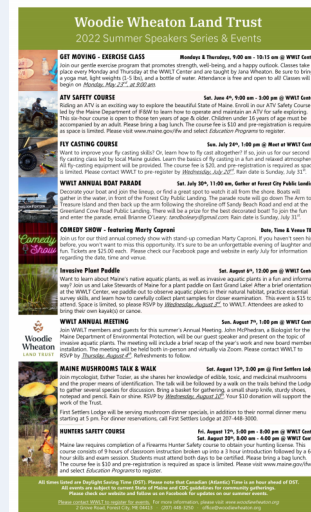 Woodie Wheaton Land Trust
2022 Summer Speakers Series & Events
GET MOVING - EXERCISE CLASS Mondays & Thursdays, 9:00 am - 10:15 am @ WWLT Cent
Join our gentle exercise program that promotes strength, well-being, and a happy outlook. Classes take
place every Monday and Thursday at the WWLT Center and are taught by Jana Weathern. Be sure to brin
a yoga mat, light weights (1-5 lbs), and a bottle of water. Attendance is free and open to all! Classes will
begin on Monday, May 23rd, at 9:00 am.
ATV SAFETY COURSE Sat. June 4th, 9:00 am - 3:00 pm @ WWLT Cent
Riding an ATV is an exciting way to explore the beautiful State of Maine. Enroll in our ATV Safety Course
led by the Maine Department of IF&W to learn how to operate and maintain an ATV for safe exploring.
This six-hour course is open to those ten years of age & older. Children under 16 years of age must be
accompanied by an adult. Please bring a bag lunch. The course fee is $10 and pre-registration is require
as space is limited. Please visit www.maine.gov/ifw and select Education Programs to register.
FLY CASTING COURSE Sun. July 24th, 1:00 pm @ Meet at WWLT Cent
Want to improve your fly casting skills? Or, learn how to fly cast altogether? If so, join us for our second
fly casting class led by local Maine guides. Learn the basics of fly casting in a fun and relaxed atmosphe
All fly-casting equipment will be provided. The course fee is $20, and pre-registration is required as spac
is limited. Please contact WWLT to pre-register by Wednesday, July 20th. Rain date is Sunday, July 31st.
WWLT ANNUAL BOAT PARADE Sat. July 30th, 11:00 am, Gather at Forest City Public Landin
Decorate your boat and join the lineup, or find a great spot to watch it all from the shore. Boats will
gather in the water, in front of the Forest City Public Landing. The parade route will go down The Arm to
Treasure Island and then back up the arm following the shoreline off Sandy Beach Road and end at the
Greenland Cove Road Public Landing. There will be a prize for the best decorated boat! To join the fun
and enter the parade, email Brianne O'Leary: tandbolleary@gmail.com Rain date is Sunday, July 31st.
Comedy Show
COMEDY SHOW - featuring Marty Caproni Date, Time & Venue TB
Join us for our third annual comedy show with stand-up comedian Marty Caproni. If you haven't seen hi
before, you won't want to miss this opportunity. It's sure to be an unforgettable evening of laughter and
fun. Tickets are $25.00 each. Please check our Facebook page and website in early July for information
regarding the date, time and venue.
Invasive Plant Paddle Sat. August 6th, 12:00 pm @ WWLT Cent
Want to learn about Maine's native aquatic plants, as well as invasive aquatic plants in a fun and informa
way? Join us and Lake Stewards of Maine for a plant paddle on East Grand Lake! After a brief orientation
at the WWLT Center, we paddle out to observe aquatic plants in their natural habitat, practice essential
survey skills, and learn how to carefully collect plant samples for closer examination. This event is $15 to
attend. Space is limited, so please RSVP by Wednesday, August 3rd to WWLT. Attendees are asked to
bring their own kayak(s) or canoe.
Woodie
Wheaton
LAND TRUST
WWLT ANNUAL MEETING Sun. August 7th, 1:00 pm @ WWLT Cent
Join WWLT members and guests for this summer's Annual Meeting. John McPhedran, a Biologist for the
Maine Department of Environmental Protection, will be our guest speaker and present on the topic of
invasive aquatic plants. The meeting will include a brief recap of the year's work and new board member
installation. The meeting will be held both in-person and virtually via Zoom. Please contact WWLT to
RSVP by Thursday, August 4th. Refreshments to follow.
MAINE MUSHROOMS TALK & WALK Sat. August 13th, 2:00 pm @ First Settlers Lodg
Join mycologist, Esther Tozier, as she shares her knowledge of edible, toxic, and medicinal mushrooms
and the proper means of identification. The talk will be followed by a walk on the trails behind the Lodg
to gather several species for discussion. Bring a basket for gathering, a small sharp knife, sturdy shoes,
notepad and pencil. Rain or shine. RSVP by Wednesday, August 10th. Your $10 donation will support the
work of the Trust.
First Settlers Lodge will be serving mushroom dinner specials, in addition to their normal dinner menu
starting at 5 pm. For dinner reservations, call First Settlers Lodge at 207-448-3000.
HUNTERS SAFETY COURSE Fri. August 12th, 5:00 pm - 8:00 pm @ WWLT Cent
Sat. August 20th, 8:00 am - 4:00 pm @ WWLT Cent
Maine law requires completion of a Firearms Hunter Safety course to obtain your hunting license. This
course consists of 9 hours of classroom instruction broken up into a 3 hour introduction followed by a 6
hour skills and exam session. Students must attend both days to be certified. Please bring a bag lunch.
The course fee is $10 and pre-registration is required as space is limited. Please visit www.maine.gov/ifw
and select Education Programs to register.
All times listed are Daylight Saving Time (DST). Please note that Canadian (Atlantic) Time is an hour ahead of DST.
All events are subject to current State of Maine and CDC guidelines for community gatherings.
Please check our website and follow us on Facebook for updates on our summer events.
Please contact WWLT to register for events. For more information, please visit www.woodiewheaton.org
2 Grove Road, Forest City, ME 04413 (207) 448-3250 office@woodiewheaton.org